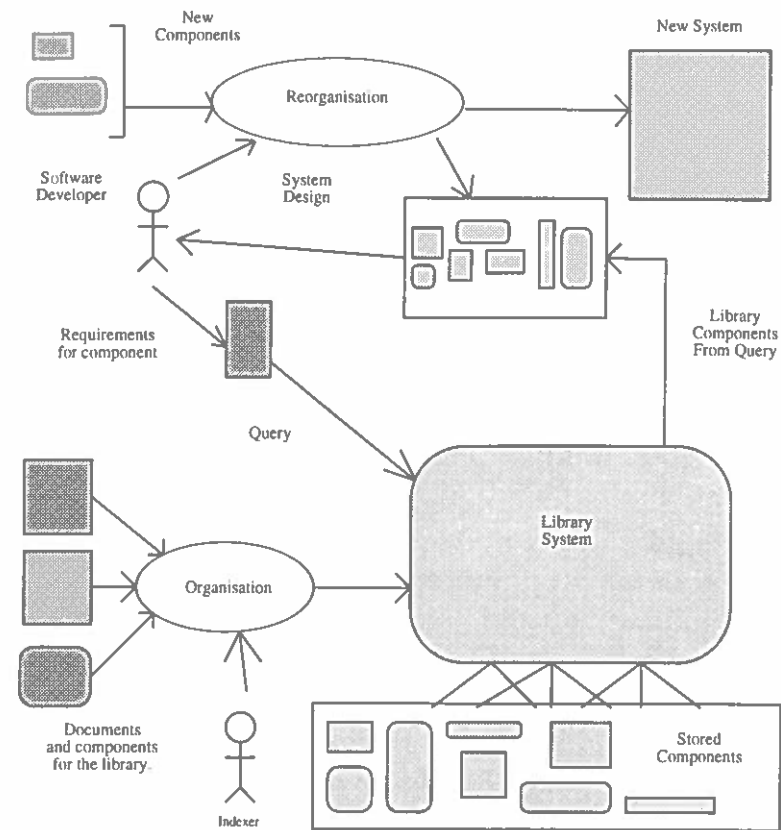 New
Components
New System
Reorganisation
Software
Developer
System
Design
Requirements
for component
Library
Components
From Query
Query
Library
System
Organisation
Documents
and components
for the library.
Stored
Components
Indexer